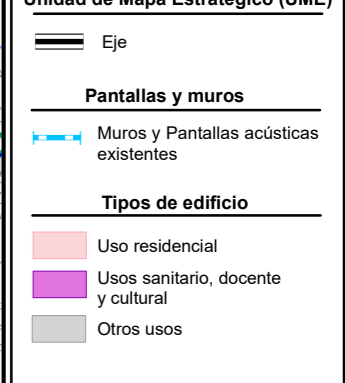 Unidad de Mapa Estratégico (UME)
Eje
Pantallas y muros
Muros y Pantallas acústicas
existentes
Tipos de edificio
Uso residencial
Usos sanitario, docente
y cultural
Otros usos